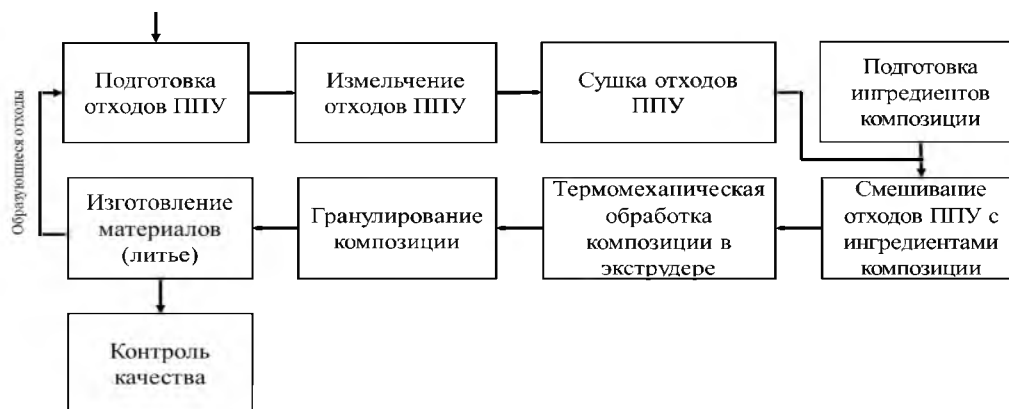 Подготовка
отходов ППУ
Измельчение
отходов ППУ
Сушка отходов
ППУ
Подготовка
ингредиентов
композиции
Образующиеся отходы
Изготовление
материалов
(литье)
Гранулирование
композиции
Термомеханическая
обработка
композиции в
экструдере
Смешивание
отходов ППУ с
ингредиентами
композиции
Контроль
качества